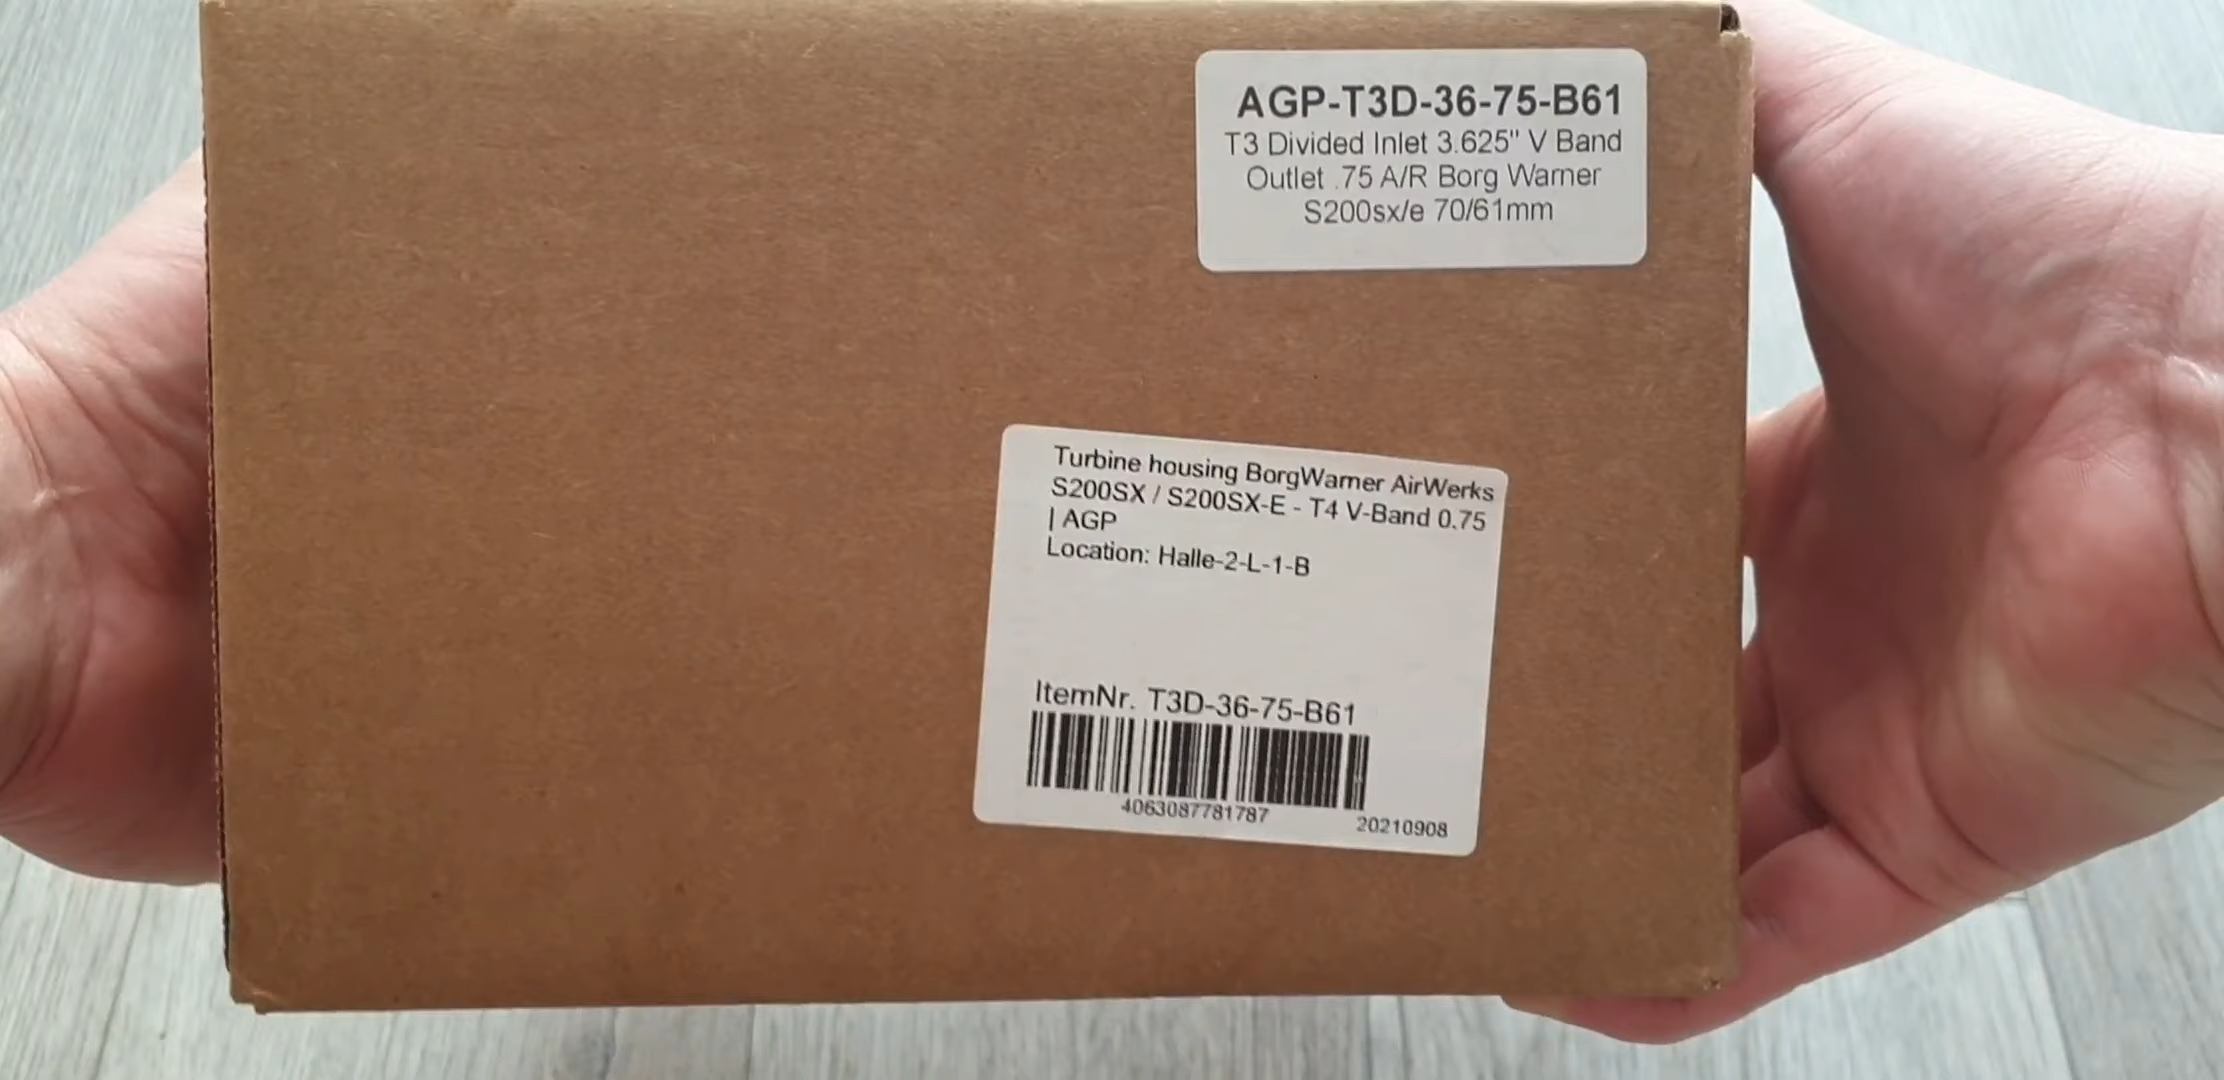 AGP-T3D-36-75-B61
T3 Divided Inlet 3.625" V Band
Outlet .75 A/R Borg Warner
S200sx/e 70/61mm
Turbine housing BorgWarner AirWerks
S200SX / S200SX-E - T4 V-Band 0.75
| AGP
Location: Halle-2-L-1-B
ItemNr. T3D-36-75-B61
4063087781787
20210908